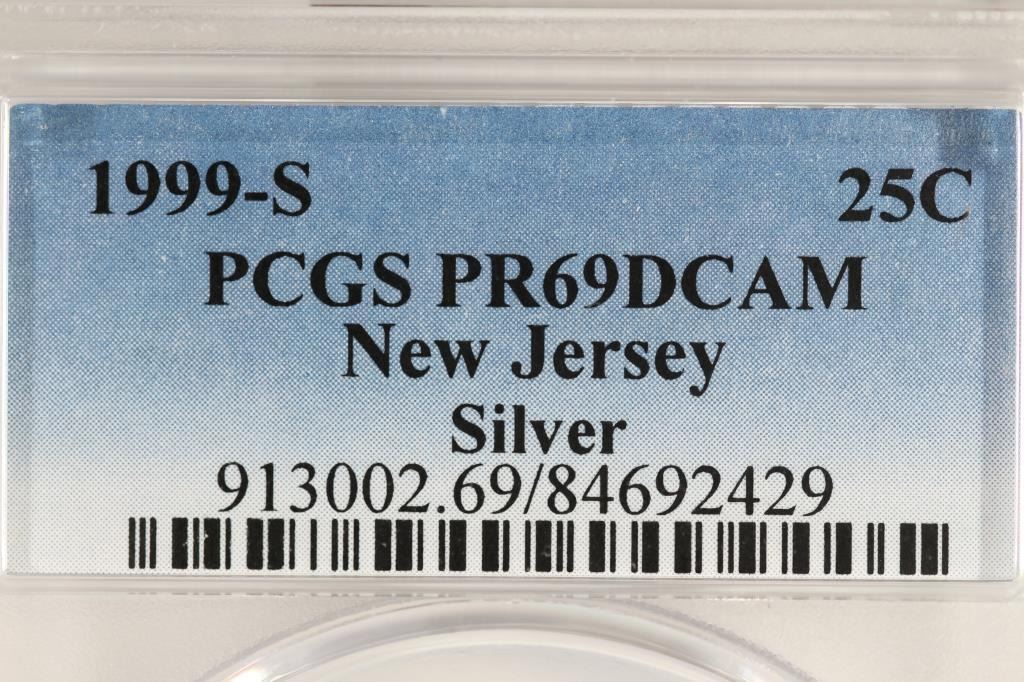 1999-S 25C
PCGS PR69DCAM
New Jersey
Silver
913002.69/84692429